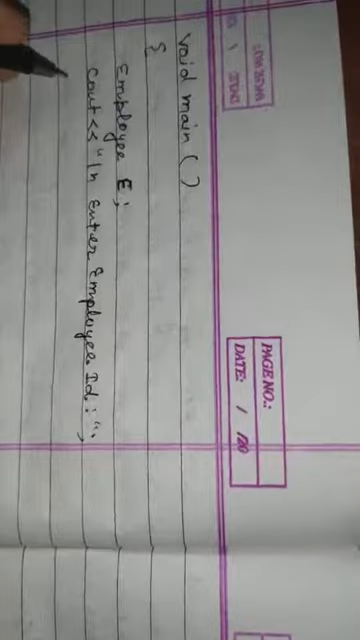 PAGE NO.:
DATE: / /20
void main ()
{
Employee E;
cout<<"\n Enter Employee Id:";